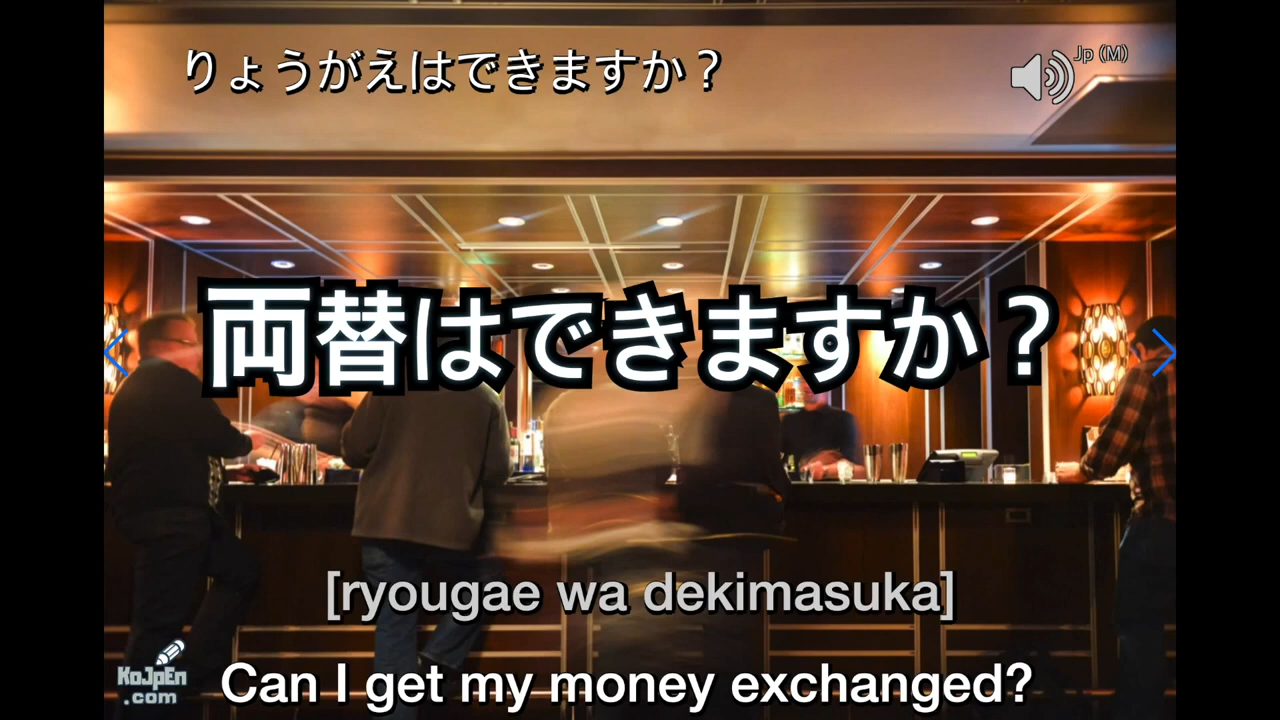 りょうがえはできますか？
Jp (M)
両替はできますか？
[ryougae wa dekimasuka]
KoJpEn
.com
Can I get my money exchanged?